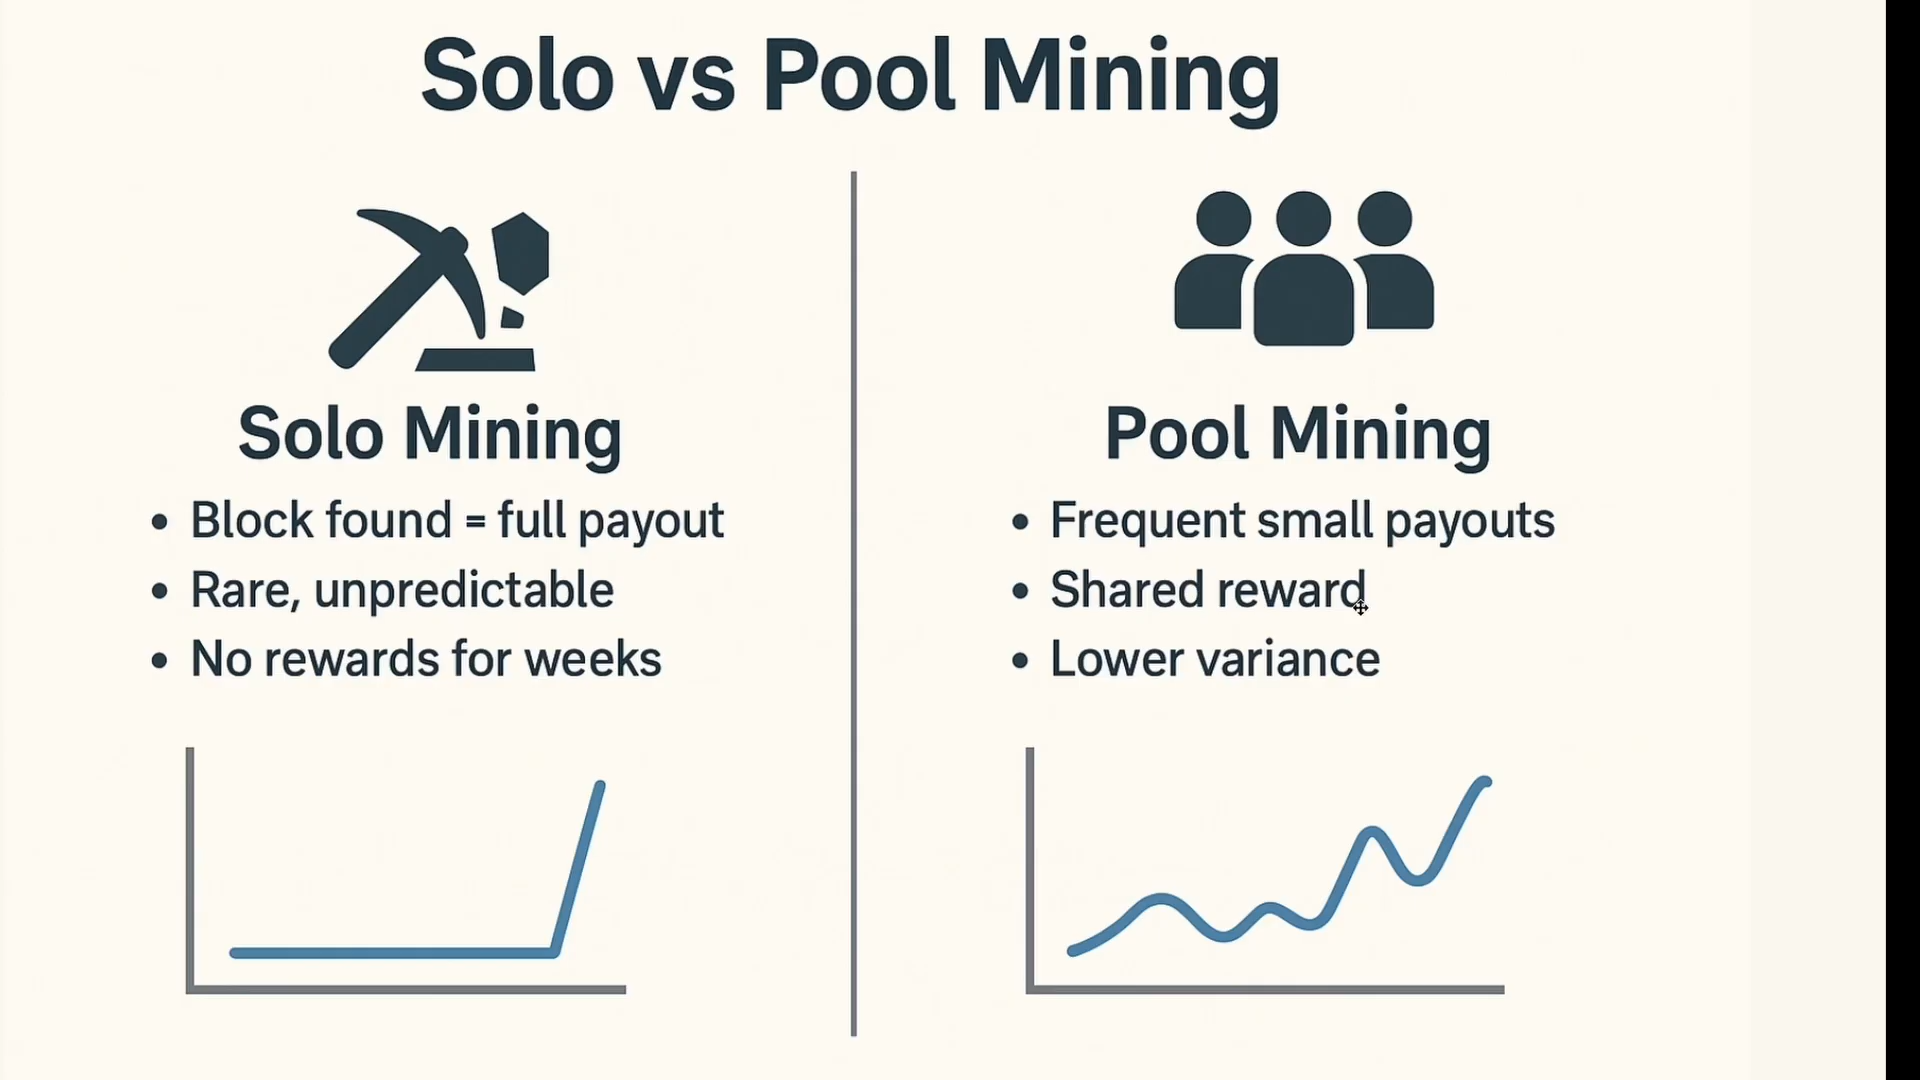 Solo vs Pool Mining
Solo Mining
• Block found = full payout
• Rare, unpredictable
• No rewards for weeks
Pool Mining
• Frequent small payouts
• Shared reward
• Lower variance